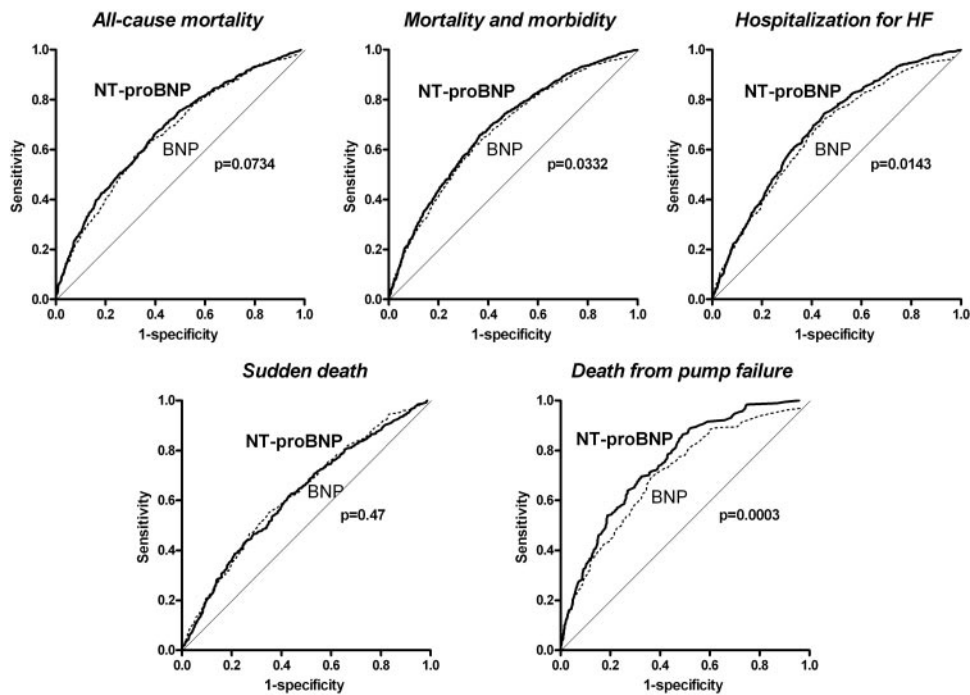 All-cause mortality
1.0
0.8
0.6
0.4
0.2
0.0
Sensitivity
NT-proBNP
BNP
p=0.0734
0.0 0.2 0.4 0.6 0.8 1.0
1-specificity
Mortality and morbidity
1.0
0.8
0.6
0.4
0.2
0.0
Sensitivity
NT-proBNP
BNP
p=0.0332
0.0 0.2 0.4 0.6 0.8 1.0
1-specificity
Hospitalization for HF
1.0
0.8
0.6
0.4
0.2
0.0
Sensitivity
NT-proBNP
BNP
p=0.0143
0.0 0.2 0.4 0.6 0.8 1.0
1-specificity
Sudden death
1.0
0.8
0.6
0.4
0.2
0.0
Sensitivity
NT-proBNP
BNP
p=0.47
0.0 0.2 0.4 0.6 0.8 1.0
1-specificity
Death from pump failure
1.0
0.8
0.6
0.4
0.2
0.0
Sensitivity
NT-proBNP
BNP
p=0.0003
0.0 0.2 0.4 0.6 0.8 1.0
1-specificity